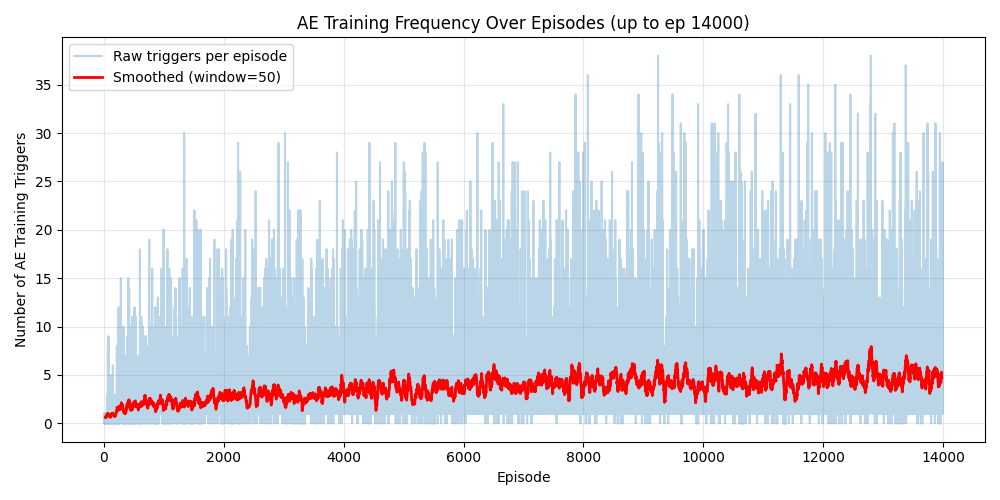 AE Training Frequency Over Episodes (up to ep 14000)
Raw triggers per episode
Smoothed (window=50)
Number of AE Training Triggers
35
30
25
20
15
10
5
0
0 2000 4000 6000 8000 10000 12000 14000
Episode